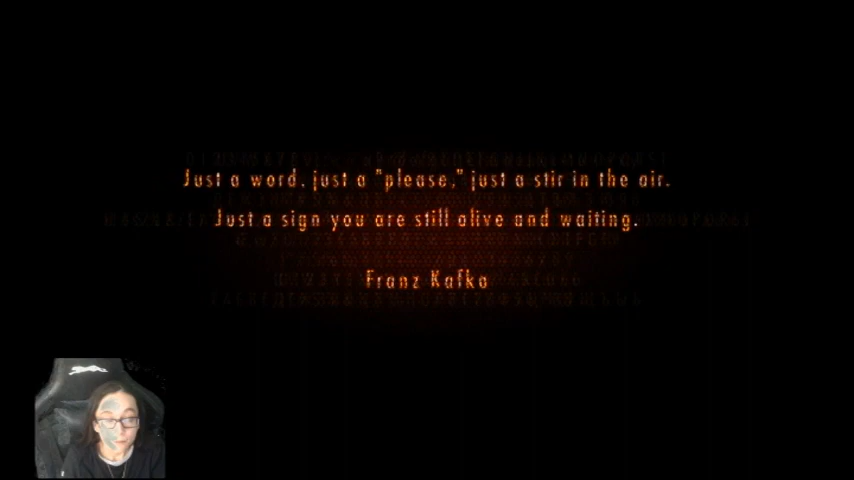 Just a word, just a "please," just a stir in the air.
Just a sign you are still alive and waiting.
Franz Kafka